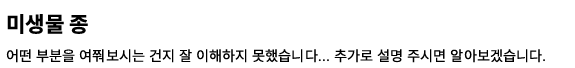 미생물 종
어떤 부분을 여쭤보시는 건지 잘 이해하지 못했습니다... 추가로 설명 주시면 알아보겠습니다.